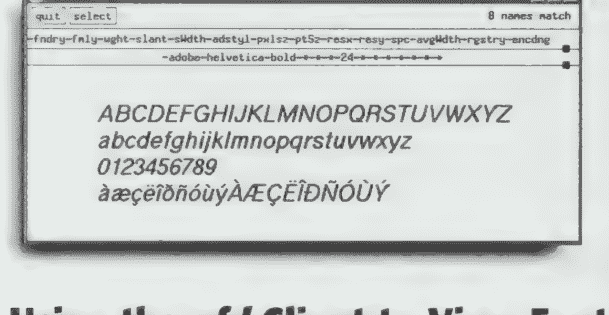 quit select 8 names match
-fndry-fmly-wght-slant-sWdth-adstyl-pxlsz-ptSz-resx-resy-spc-avgWdth-rgstry-encdng
-adobe-helvetica-bold-*-*-*-24-*-*-*-*-*-*-*
ABCDEFGHIJKLMNOPQRSTUVWXYZ
abcdefghijklmnopqrstuvwxyz
0123456789
àæçëîðñóùýÀÆÇËÎÐÑÓÙÝ